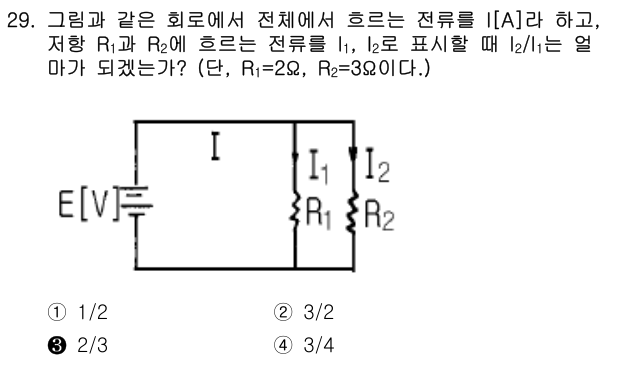 29. 그림과 같은 회로에서 전체에서 흐르는 전류를 I[A]라 하고,
저항 R₁과 R₂에 흐르는 전류를 I₁, I₂로 표시할 때 I₂/I₁는 얼
마가 되겠는가? (단, R₁=2Ω, R₂=3Ω이다.)
I
I₁ I₂
E[V]
R₁ R₂
① 1/2 ② 3/2
❸ 2/3 ④ 3/4